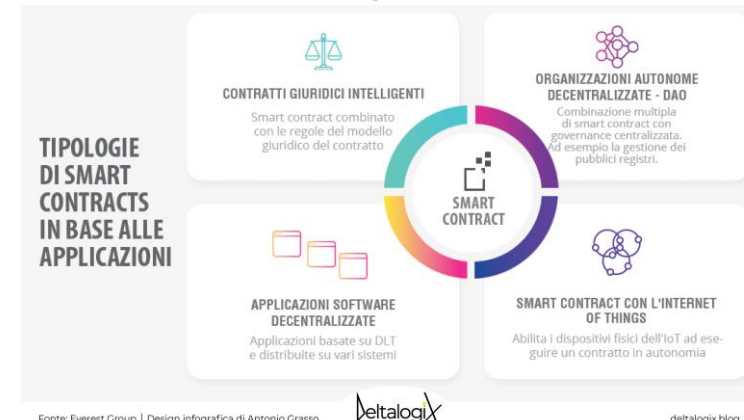 TIPOLOGIE
DI SMART
CONTRACTS
IN BASE ALLE
APPLICAZIONI
CONTRATTI GIURIDICI INTELLIGENTI
Smart contract combinato
con le regole del modello
giuridico del contratto
ORGANIZZAZIONI AUTONOME
DECENTRALIZZATE - DAO
Combinazione multipla
di smart contract con
governance centralizzata.
Ad esempio la gestione dei
pubblici registri.
SMART
CONTRACT
APPLICAZIONI SOFTWARE
DECENTRALIZZATE
Applicazioni basate su DLT
e distribuite su vari sistemi
SMART CONTRACT CON L'INTERNET
OF THINGS
Abilita i dispositivi fisici dell'IoT ad ese-
guire un contratto in autonomia
Fonte: Everest Group | Design infografica di Antonio Grasso
DeltalogiX
deltalogix.blog